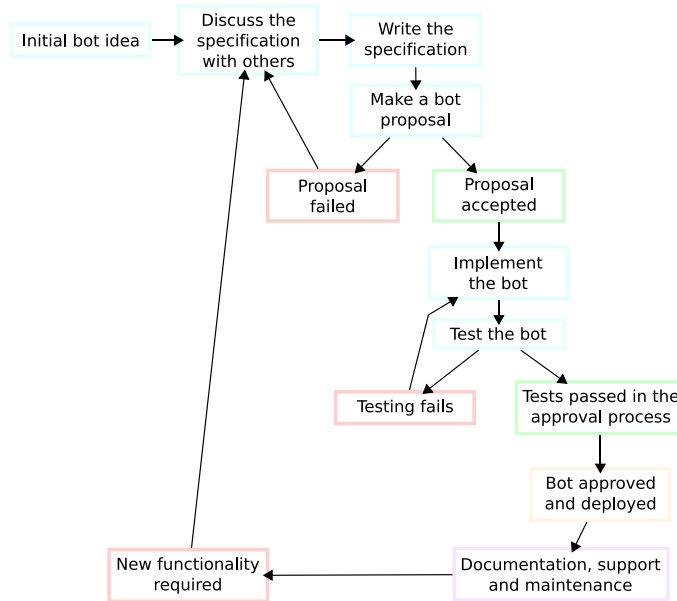 Initial bot idea
Discuss the
specification
with others
Write the
specification
Make a bot
proposal
Proposal
failed
Proposal
accepted
Implement
the bot
Test the bot
Testing fails
Tests passed in the
approval process
Bot approved
and deployed
New functionality
required
Documentation, support
and maintenance